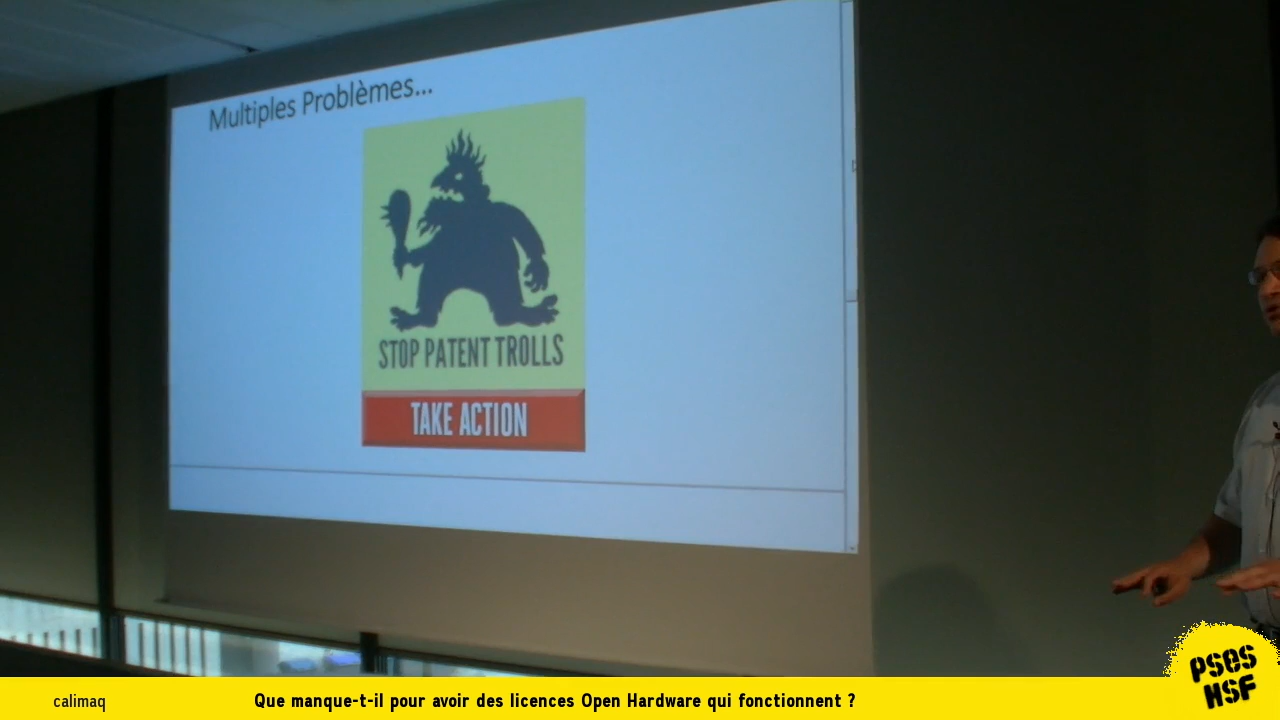 Multiples Problèmes...
STOP PATENT TROLLS
TAKE ACTION
calimaq
Que manque-t-il pour avoir des licences Open Hardware qui fonctionnent ?
PSES
HSF